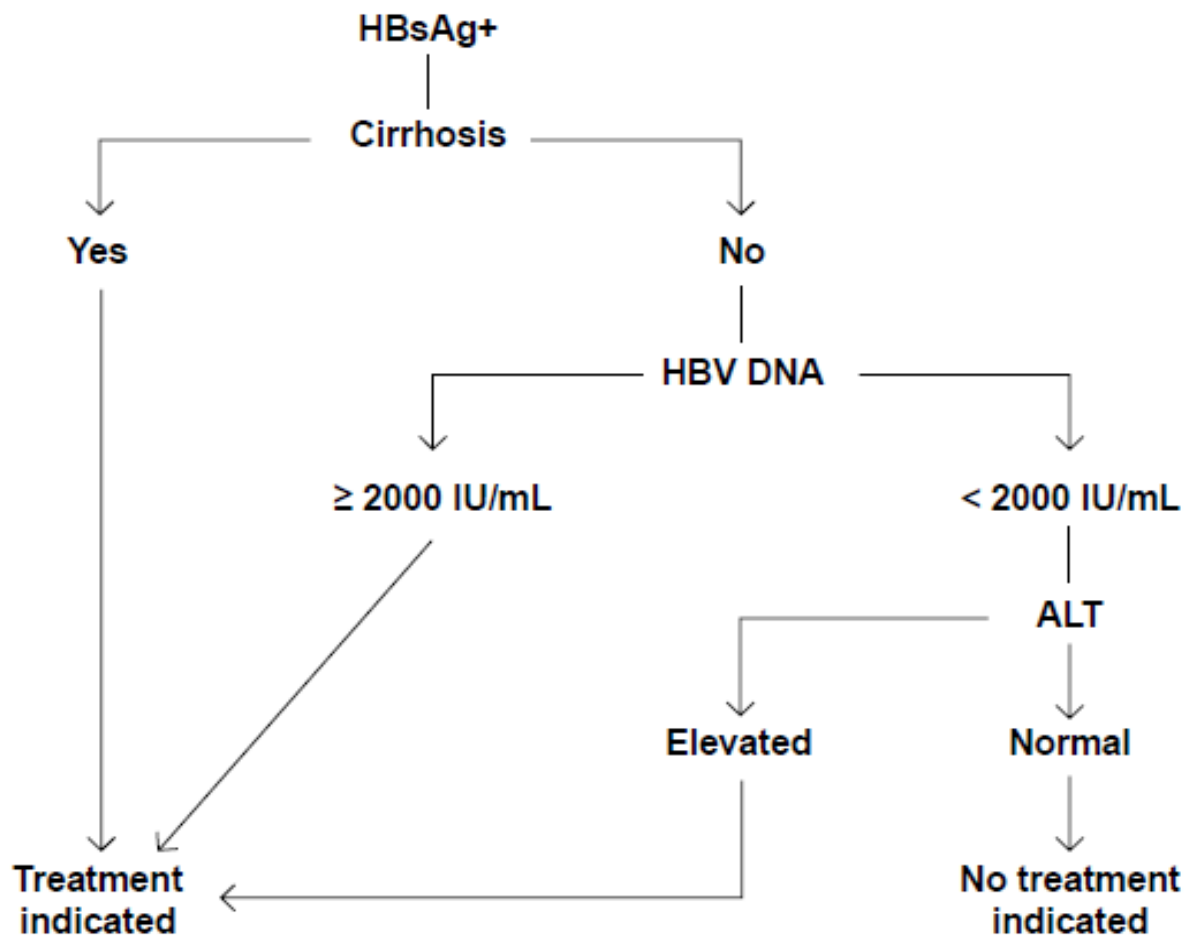 HBsAg+
Cirrhosis
Yes
No
HBV DNA
≥ 2000 IU/mL
< 2000 IU/mL
ALT
Elevated
Normal
Treatment
indicated
No treatment
indicated